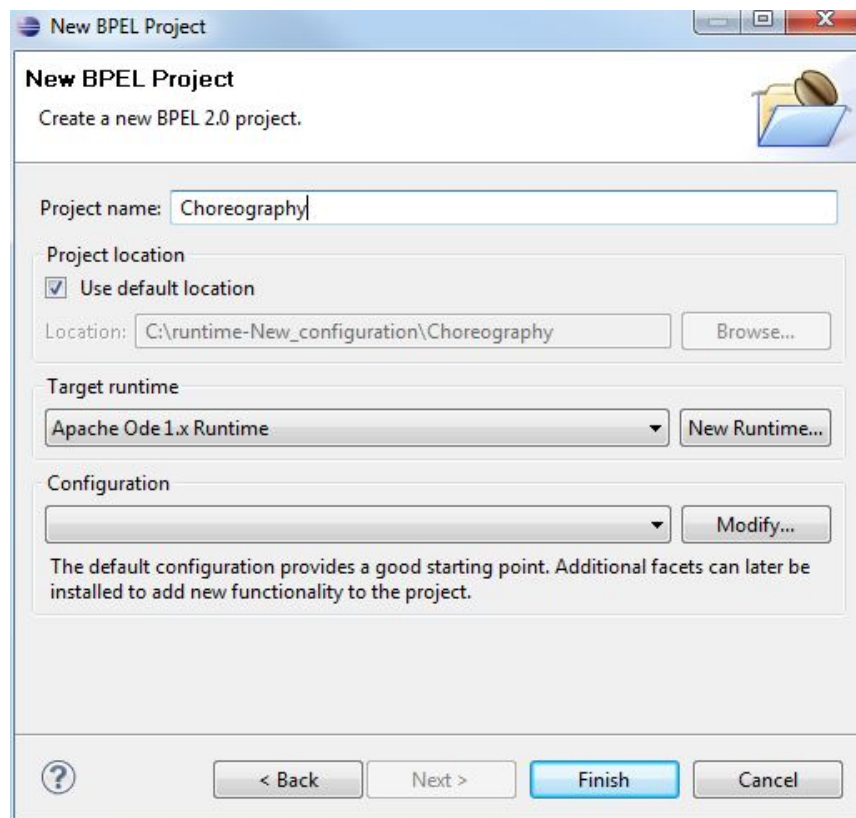 New BPEL Project
New BPEL Project
Create a new BPEL 2.0 project.
Project name: Choreography
Project location
Use default location
Location: C:\runtime-New_configuration\Choreography Browse...
Target runtime
Apache Ode 1.x Runtime New Runtime...
Configuration
Modify...
The default configuration provides a good starting point. Additional facets can later be
installed to add new functionality to the project.
? < Back Next > Finish Cancel